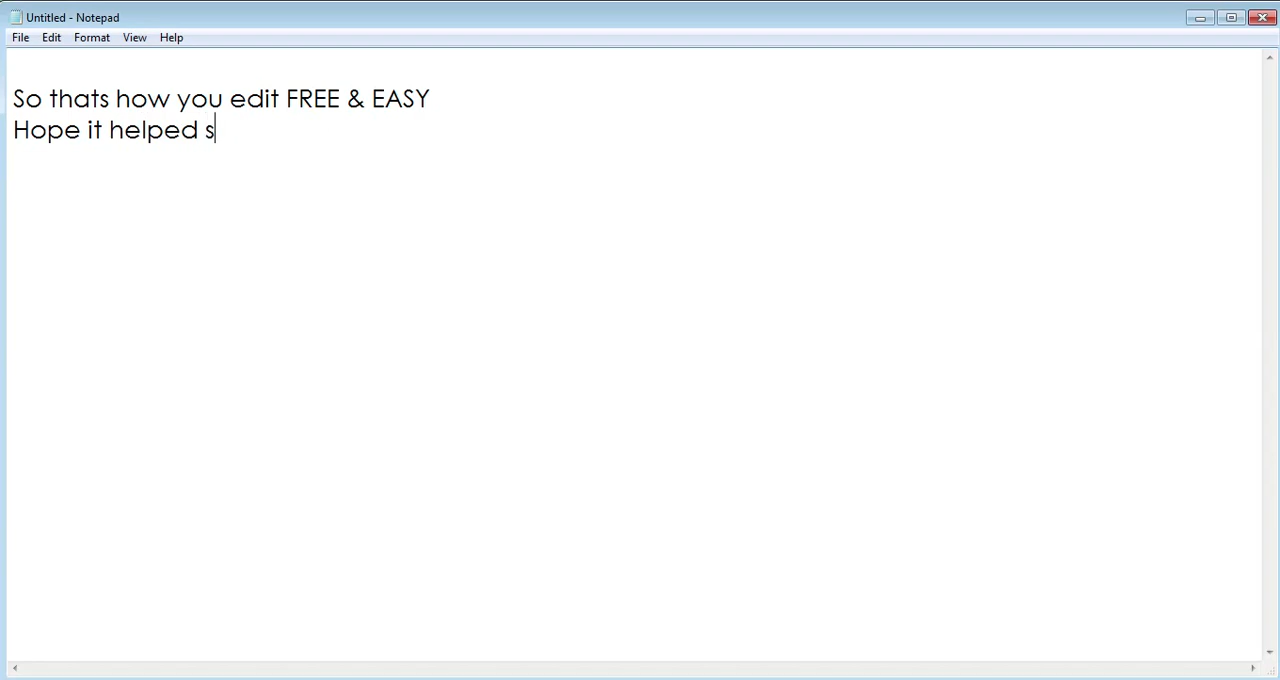 Untitled - Notepad
File Edit Format View Help
So thats how you edit FREE & EASY
Hope it helped s